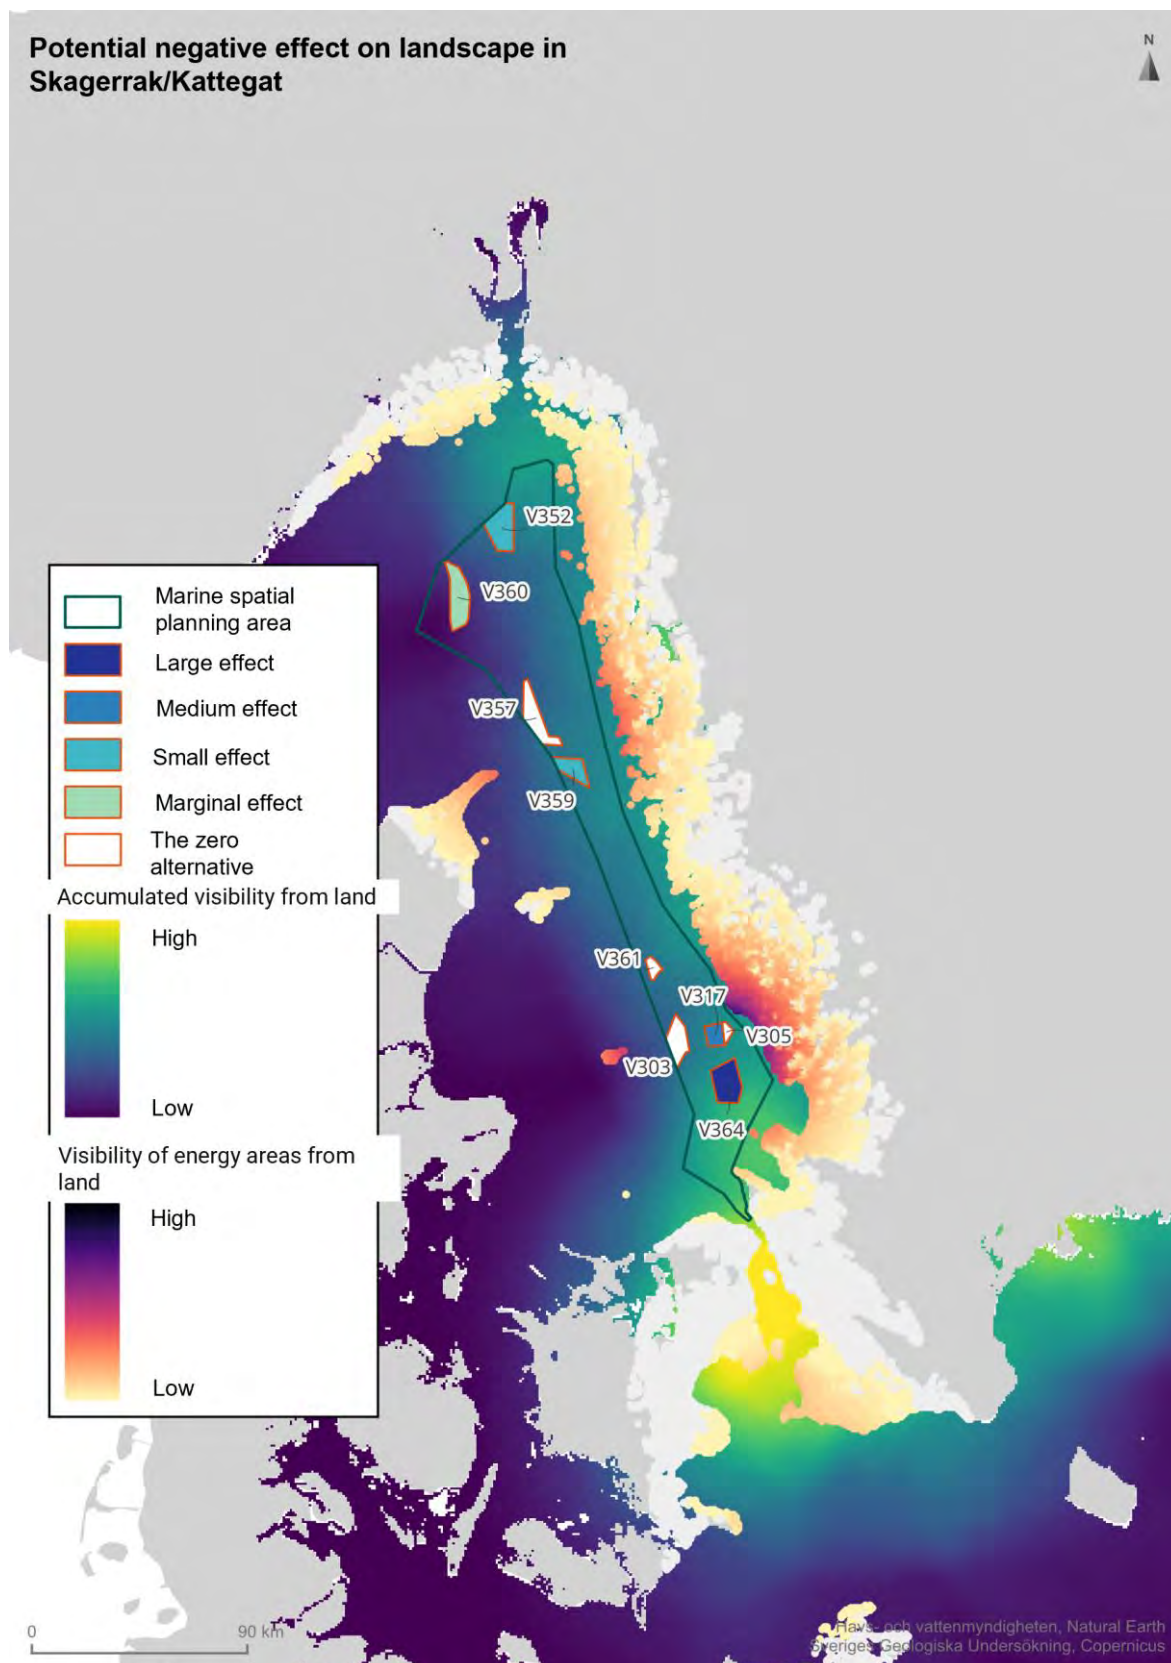 Potential negative effect on landscape in
Skagerrak/Kattegat
N
V352
V360
V357
V359
V361
V317
V305
V303
V364
Marine spatial
planning area
Large effect
Medium effect
Small effect
Marginal effect
The zero
alternative
Accumulated visibility from land
High
Low
Visibility of energy areas from
land
High
Low
0 90 km
Havs- och vattenmyndigheten, Natural Earth
Sveriges Geologiska Undersökning, Copernicus